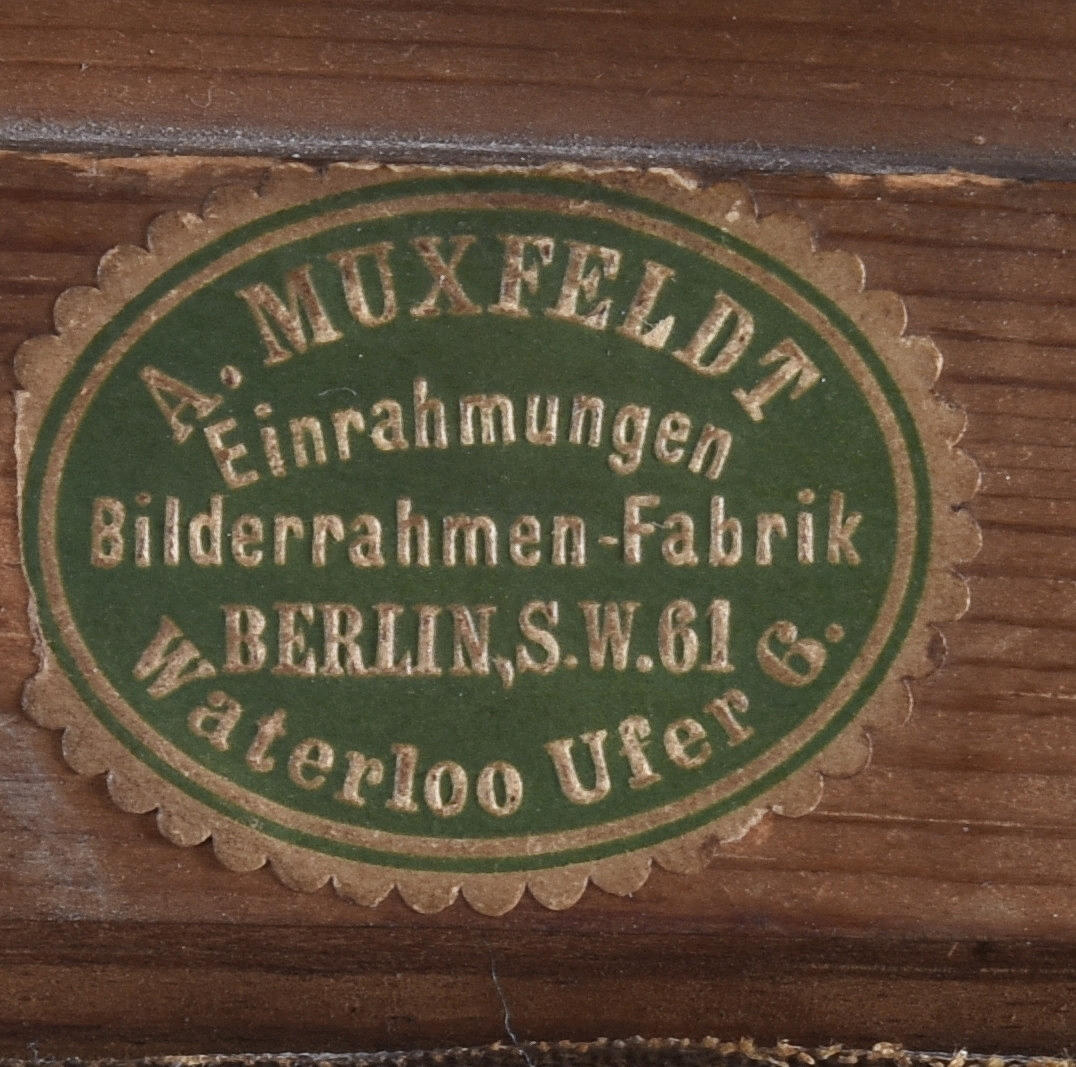 A. MUXFELDT
Einrahmungen
Bilderrahmen-Fabrik
BERLIN, S.W. 61
Waterloo Ufer 6.